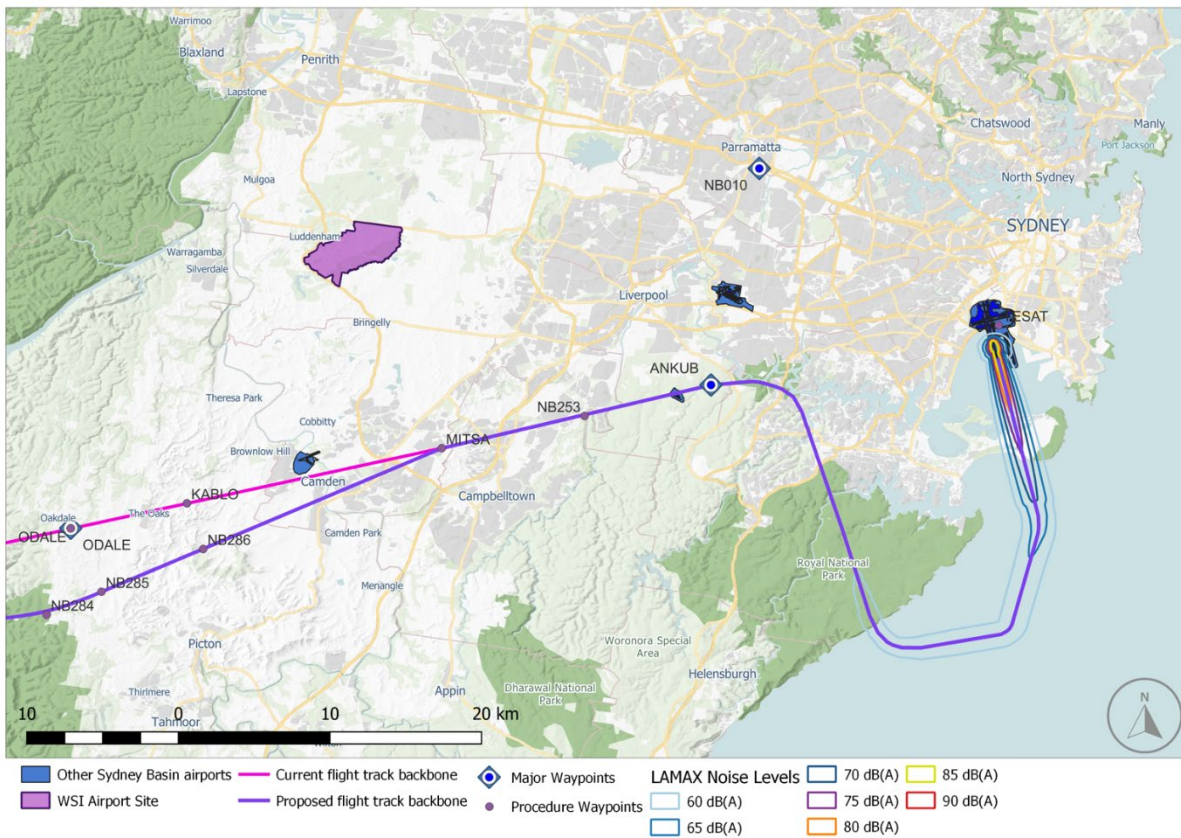 Warrimoo
Blaxland
Penrith
Lapstone
Chatswood
Manly
Parramatta
Port Jackson
NB010
North Sydney
Mulgoa
SYDNEY
Luddenham
Warragamba
Silverdale
Liverpool
ESAT
Bringelly
ANKUB
Theresa Park
NB253
Cobbitty
MITSA
Brownlow Hill
Camden
Campbelltown
KABLO
Oakdale
The Oaks
ODALE
ODALE
Camden Park
NB286
Royal National
Park
NB285
Menangle
NB284
Woronora Special
Area
Picton
Helensburgh
Thirlmere
Appin
Dharawal National
Park
Tahmoor
N
10 0 10 20 km
Other Sydney Basin airports
WSI Airport Site
Current flight track backbone
Proposed flight track backbone
Major Waypoints
Procedure Waypoints
LAMAX Noise Levels
60 dB(A)
65 dB(A)
70 dB(A)
75 dB(A)
80 dB(A)
85 dB(A)
90 dB(A)